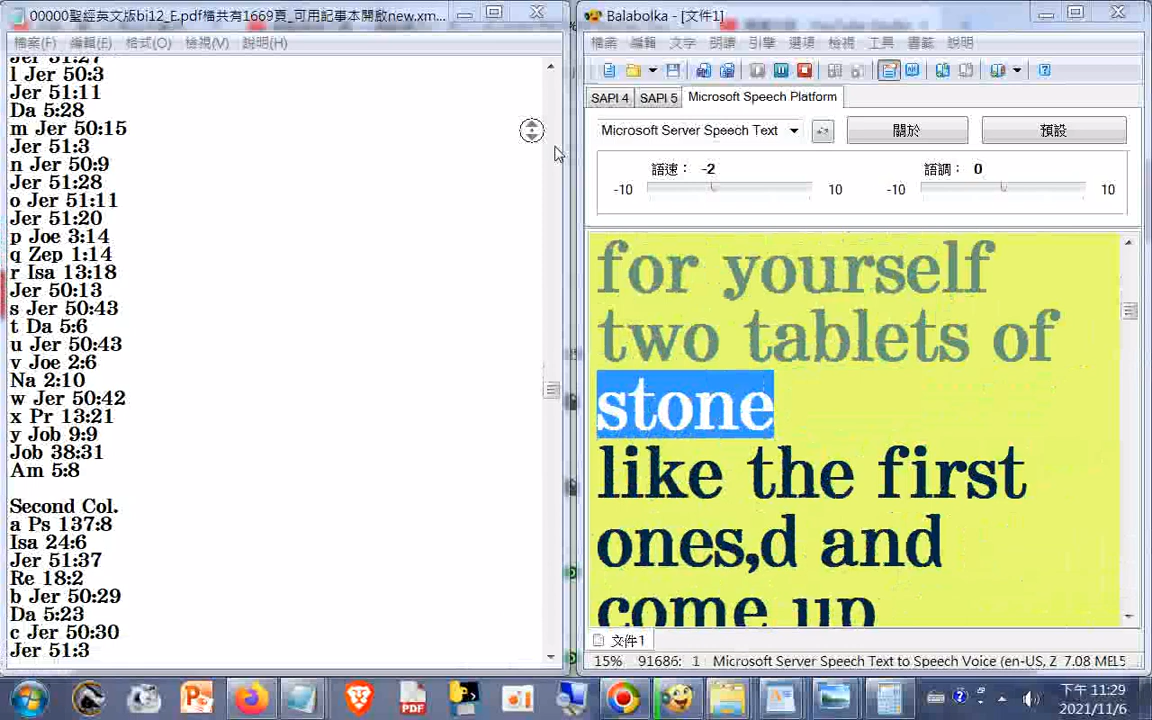 00000聖經英文版bi12_E.pdf檔共有1669頁_可用記事本開啟new.xm...
檔案(F) 編輯(E) 格式(O) 檢視(V) 說明(H)
Jer 51:27
l Jer 50:3
Jer 51:11
Da 5:28
m Jer 50:15
Jer 51:3
n Jer 50:9
Jer 51:28
o Jer 51:11
Jer 51:20
p Joe 3:14
q Zep 1:14
r Isa 13:18
Jer 50:13
s Jer 50:43
t Da 5:6
u Jer 50:43
v Joe 2:6
Na 2:10
w Jer 50:42
x Pr 13:21
y Job 9:9
Job 38:31
Am 5:8
Second Col.
a Ps 137:8
Isa 24:6
Jer 51:37
Re 18:2
b Jer 50:29
Da 5:23
c Jer 50:30
Jer 51:3
Balabolka - [文件1]
檔案 編輯 文字 朗讀 引擎 選項 檢視 工具 書籤 說明
SAPI 4 SAPI 5 Microsoft Speech Platform
Microsoft Server Speech Text 關於 預設
語速： -2 語調： 0
-10 10 -10 10
for yourself
two tablets of
stone
like the first
ones,d and
come up
文件1
15% 91686: 1 Microsoft Server Speech Text to Speech Voice (en-US, Z 7.08 МБ
PDF
下午 11:29
2021/11/6